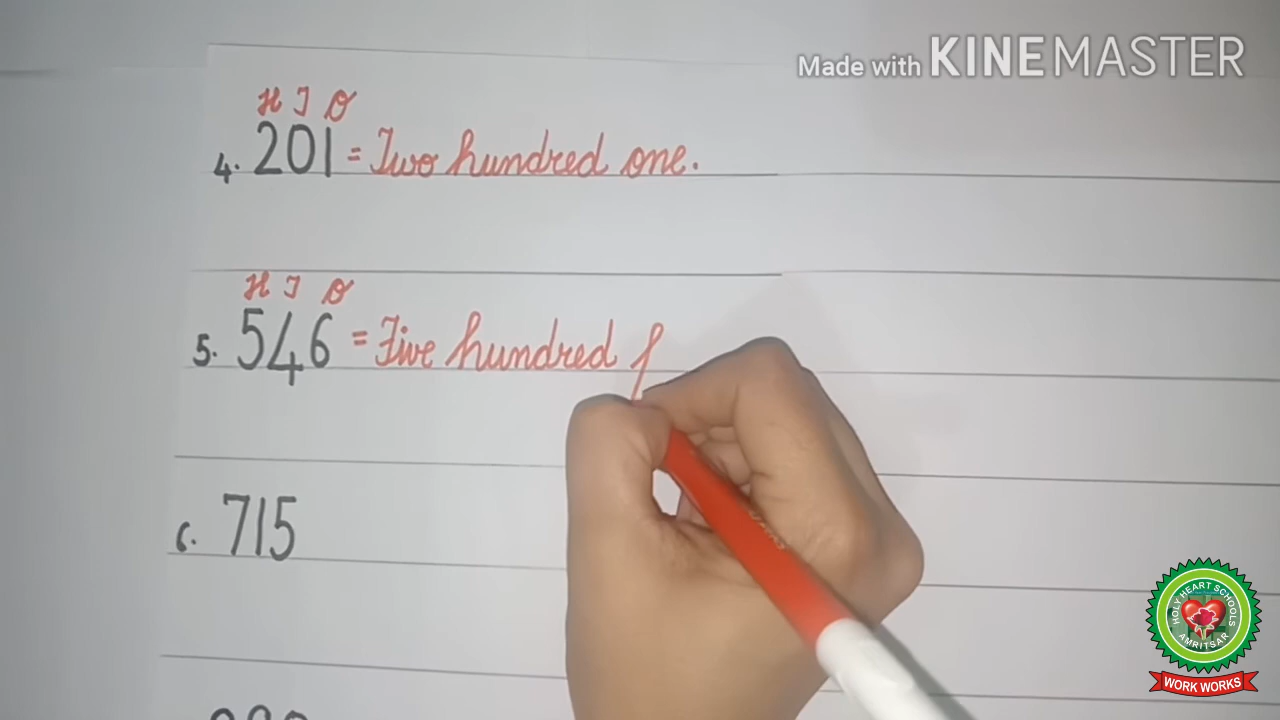 Made with KINEMASTER
H T O
4. 201 = Two hundred one.
H T O
5. 546 = Five hundred f
6. 715
HOLY HEART SCHOOLS
AMRITSAR
WORK WORKS